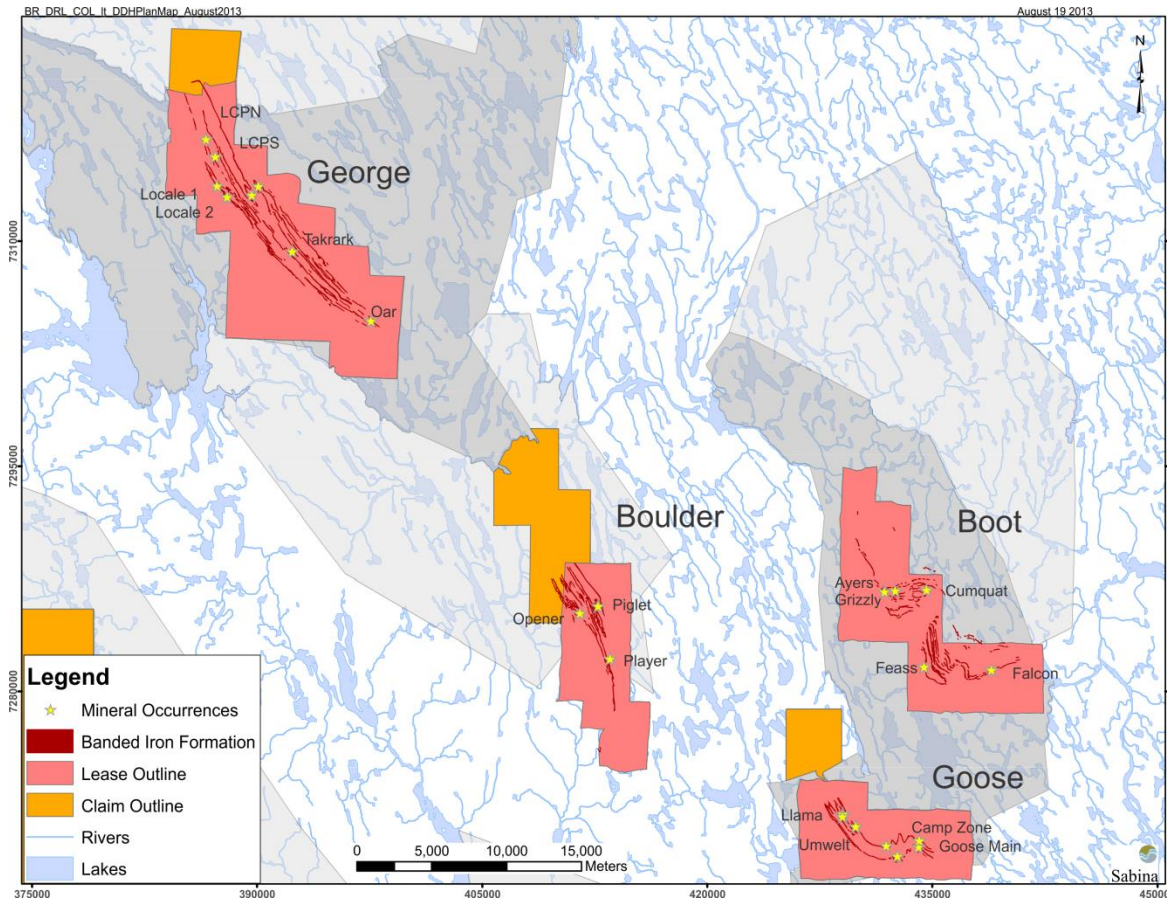 BR_DRL_COL_lt_DDHPlanMap_August2013
August 19 2013
N
LCPN
LCPS
George
Locale 1
Locale 2
Takrark
Oar
7310000
7295000
7280000
Boulder
Boot
Ayers
Grizzly
Cumquat
Opener
Piglet
Player
Feass
Falcon
Goose
Llama
Umwelt
Camp Zone
Goose Main
Legend
Mineral Occurrences
Banded Iron Formation
Lease Outline
Claim Outline
Rivers
Lakes
0 5,000 10,000 15,000
Meters
Sabina
375000 390000 405000 420000 435000 450000